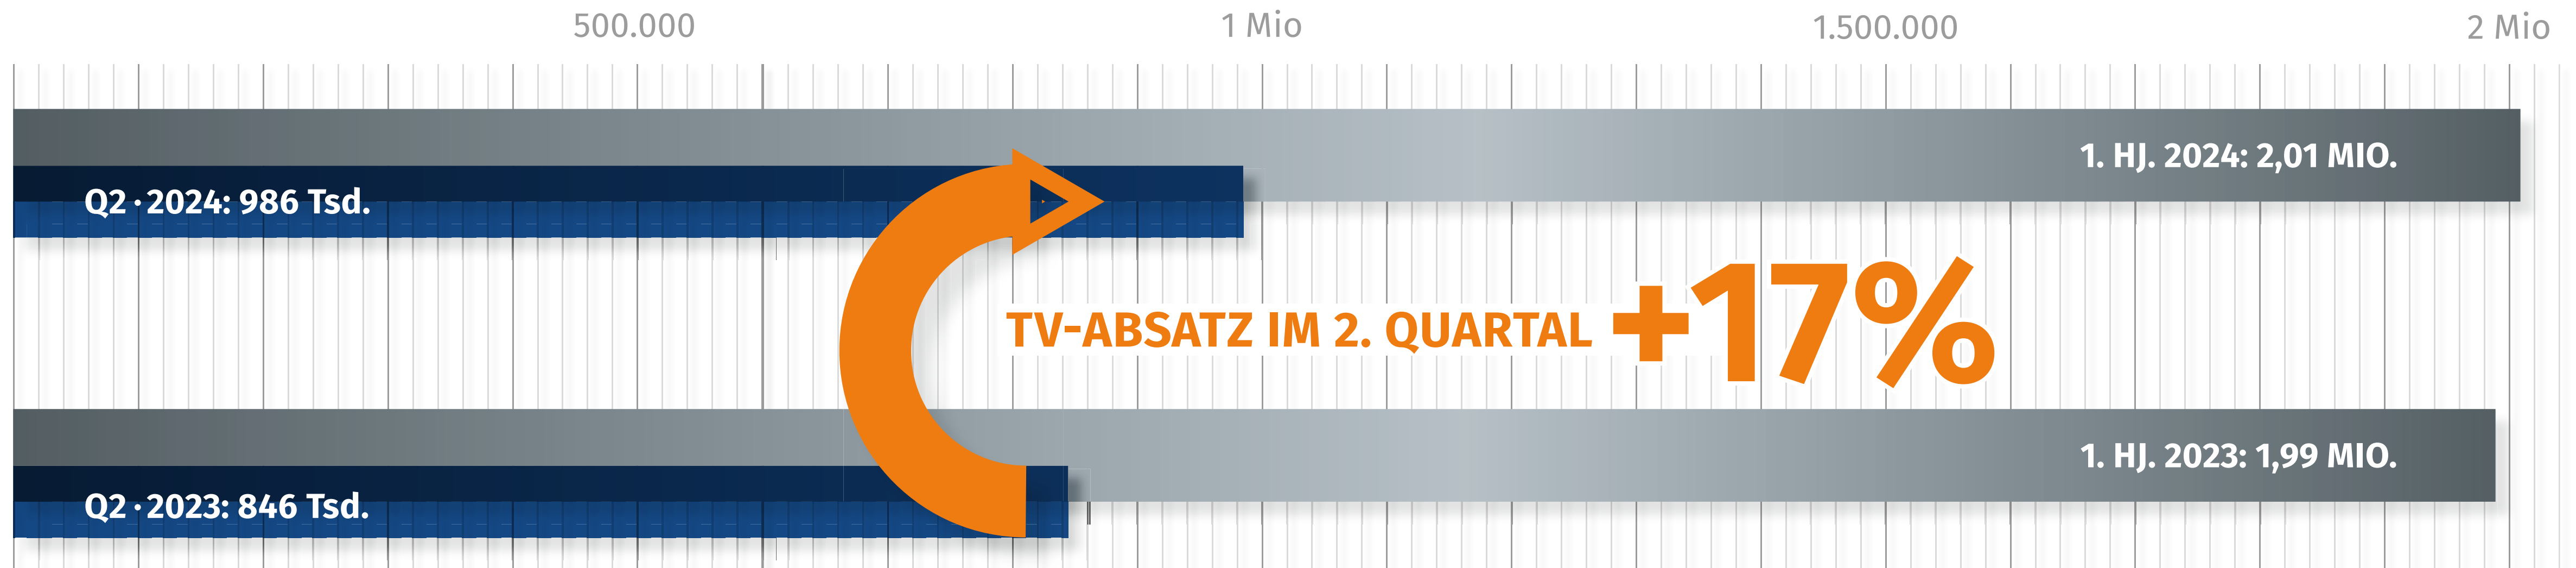 500.000 1 Mio 1.500.000 2 Mio
1. HJ. 2024: 2,01 MIO.
Q2 · 2024: 986 Tsd.
TV-ABSATZ IM 2. QUARTAL +17%
1. HJ. 2023: 1,99 MIO.
Q2 · 2023: 846 Tsd.